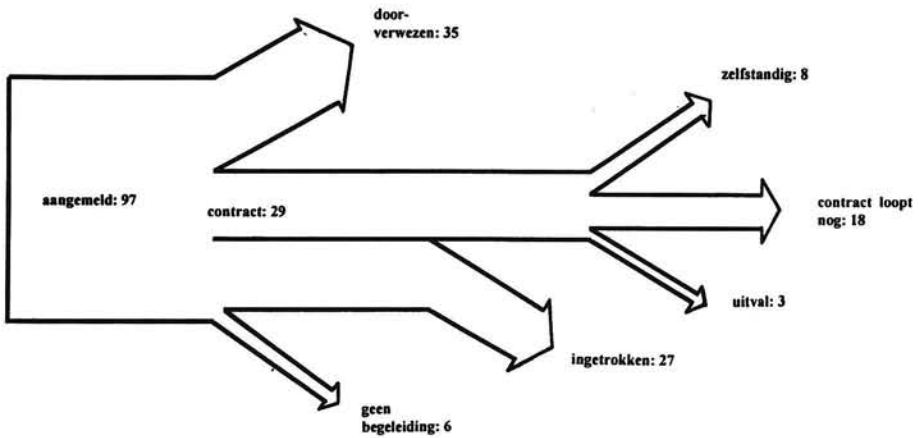 door-
verwezen: 35
zelfstandig: 8
aangemeld: 97
contract: 29
contract loopt
nog: 18
uitval: 3
ingetrokken: 27
geen
begeleiding: 6